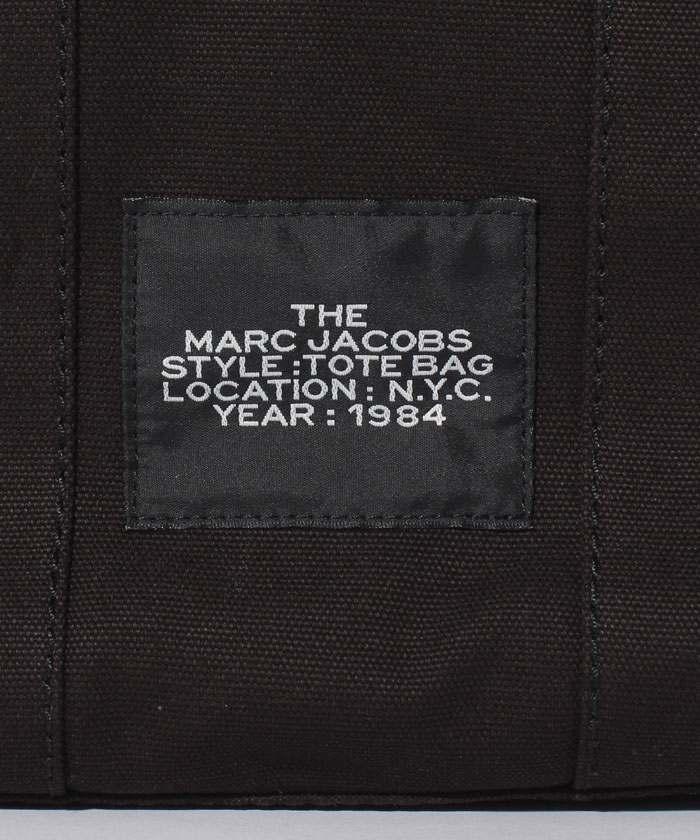 THE
MARC JACOBS
STYLE :TOTE BAG
LOCATION : N.Y.C.
YEAR : 1984